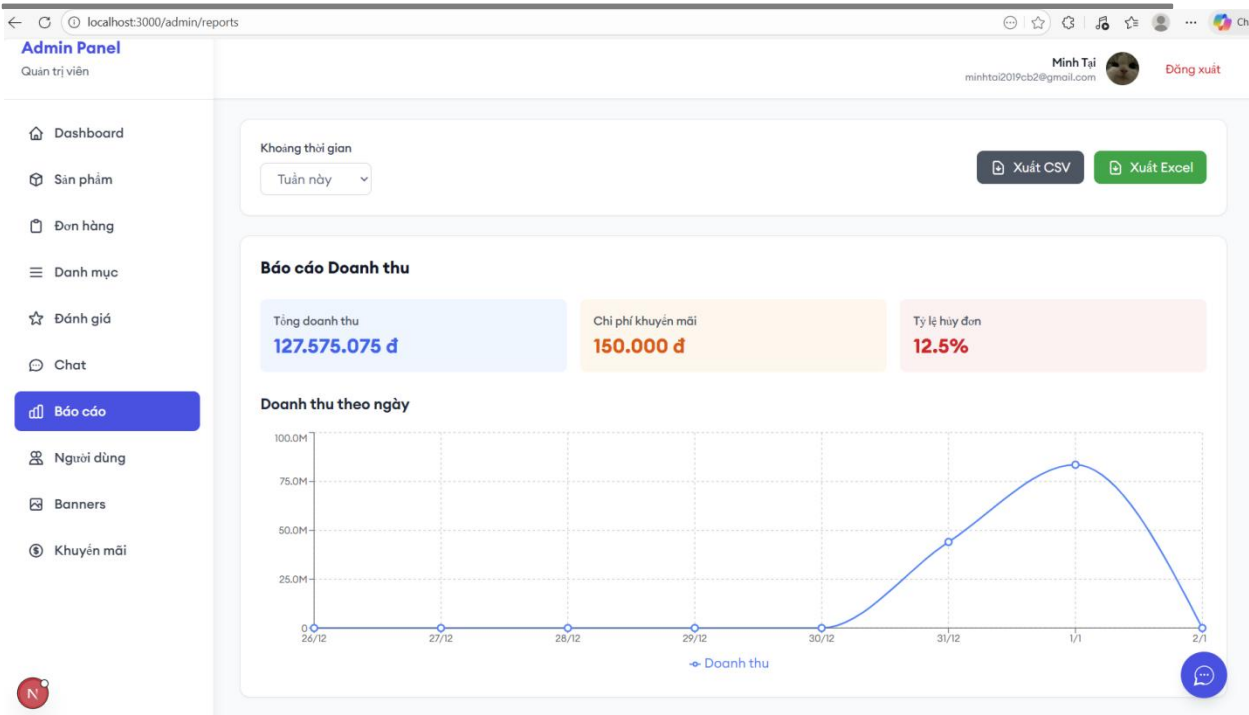 localhost:3000/admin/reports
Ch
Admin Panel
Quản trị viên
Minh Tại
minhtai2019cb2@gmail.com
Đăng xuất
Dashboard
Sản phẩm
Đơn hàng
Danh mục
Đánh giá
Chat
Báo cáo
Người dùng
Banners
Khuyến mãi
N
Khoảng thời gian
Tuần này
Xuất CSV
Xuất Excel
Báo cáo Doanh thu
Tổng doanh thu
127.575.075 đ
Chi phí khuyến mãi
150.000 đ
Tỷ lệ hủy đơn
12.5%
Doanh thu theo ngày
100.0M
75.0M
50.0M
25.0M
0
26/12 27/12 28/12 29/12 30/12 31/12 1/1 2/1
Doanh thu